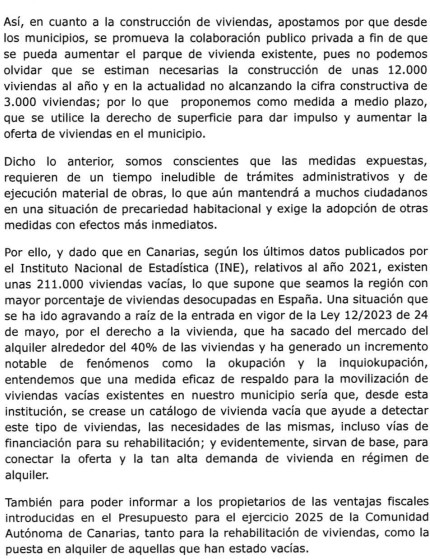 Así, en cuanto a la construcción de viviendas, apostamos por que desde
los municipios, se promueva la colaboración publico privada a fin de que
se pueda aumentar el parque de vivienda existente, pues no podemos
olvidar que se estiman necesarias la construcción de unas 12.000
viviendas al año y en la actualidad no alcanzando la cifra constructiva de
3.000 viviendas; por lo que proponemos como medida a medio plazo,
que se utilice la derecho de superficie para dar impulso y aumentar la
oferta de viviendas en el municipio.
Dicho lo anterior, somos conscientes que las medidas expuestas,
requieren de un tiempo ineludible de trámites administrativos y de
ejecución material de obras, lo que aún mantendrá a muchos ciudadanos
en una situación de precariedad habitacional y exige la adopción de otras
medidas con efectos más inmediatos.
Por ello, y dado que en Canarias, según los últimos datos publicados por
el Instituto Nacional de Estadística (INE), relativos al año 2021, existen
unas 211.000 viviendas vacías, lo que supone que seamos la región con
mayor porcentaje de viviendas desocupadas en España. Una situación que
se ha ido agravando a raíz de la entrada en vigor de la Ley 12/2023 de 24
de mayo, por el derecho a la vivienda, que ha sacado del mercado del
alquiler alrededor del 40% de las viviendas y ha generado un incremento
notable de fenómenos como la okupación y la inquiokupación,
entendemos que una medida eficaz de respaldo para la movilización de
viviendas vacías existentes en nuestro municipio sería que, desde esta
institución, se crease un catálogo de vivienda vacía que ayude a detectar
este tipo de viviendas, las necesidades de las mismas, incluso vías de
financiación para su rehabilitación; y evidentemente, sirvan de base, para
conectar la oferta y la tan alta demanda de vivienda en régimen de
alquiler.
También para poder informar a los propietarios de las ventajas fiscales
introducidas en el Presupuesto para el ejercicio 2025 de la Comunidad
Autónoma de Canarias, tanto para la rehabilitación de viviendas, como la
puesta en alquiler de aquellas que han estado vacías.